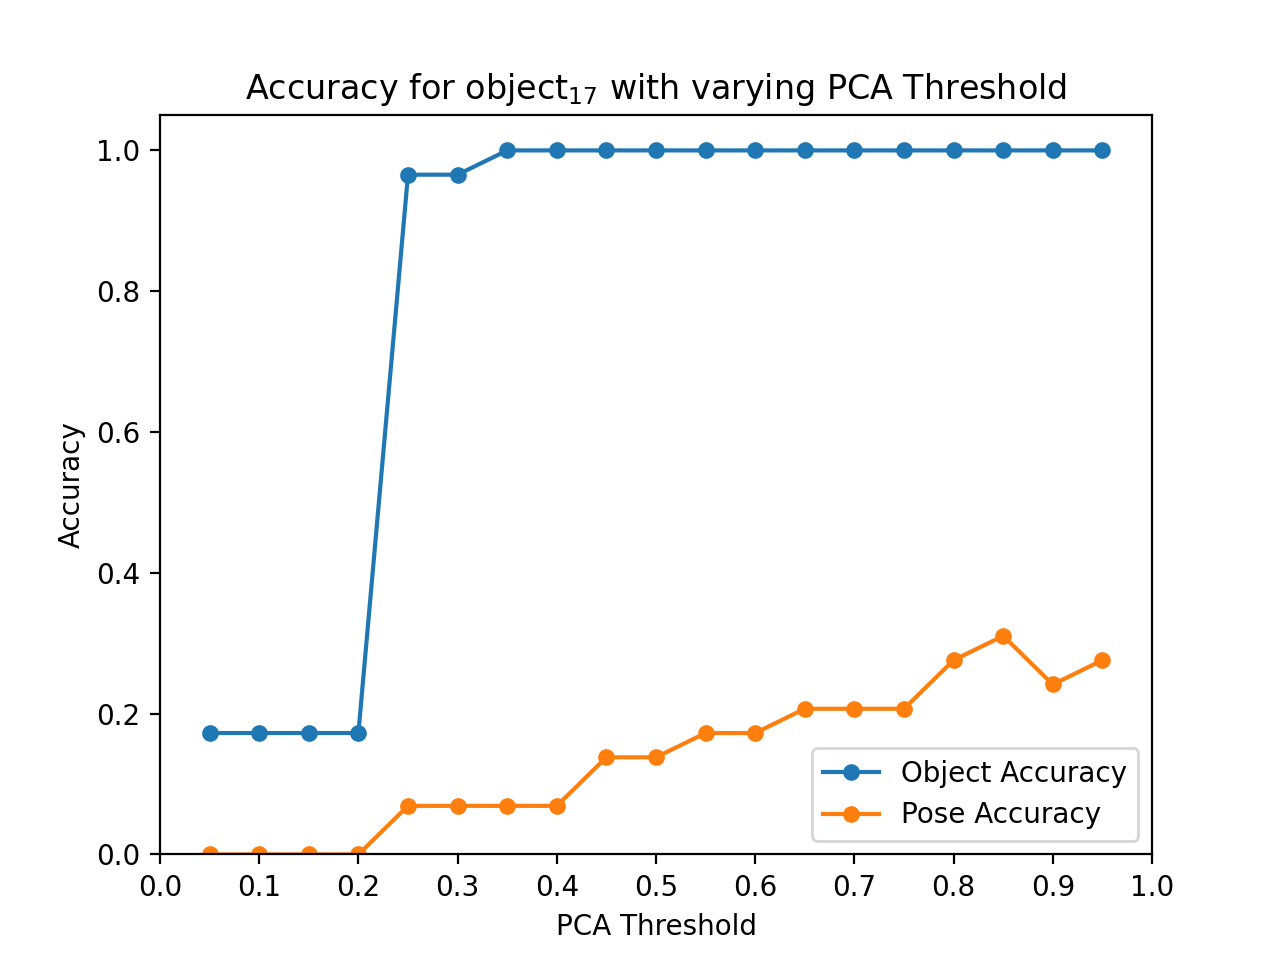 Accuracy for object₁₇ with varying PCA Threshold
1.0
0.8
0.6
0.4
0.2
0.0
Accuracy
Object Accuracy
Pose Accuracy
0.0 0.1 0.2 0.3 0.4 0.5 0.6 0.7 0.8 0.9 1.0
PCA Threshold